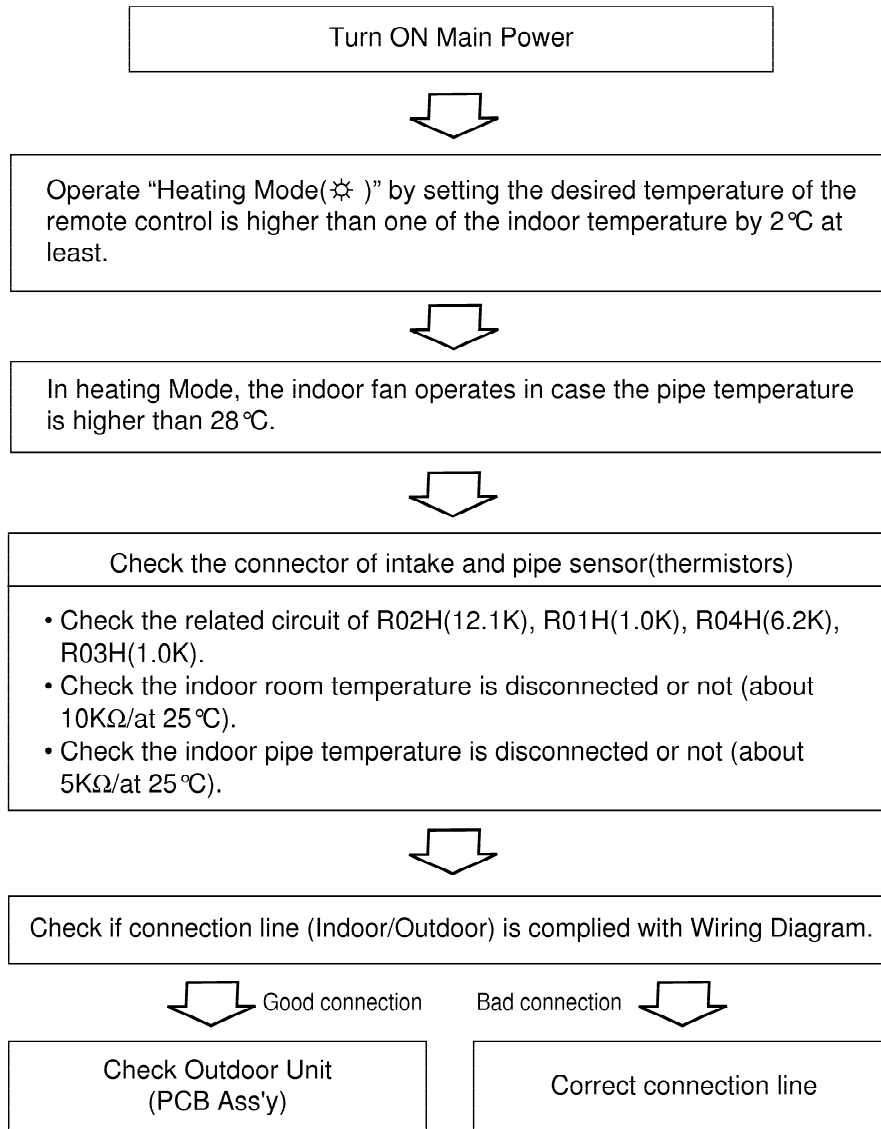 Turn ON Main Power
Operate “Heating Mode(☼ )” by setting the desired temperature of the
remote control is higher than one of the indoor temperature by 2°C at
least.
In heating Mode, the indoor fan operates in case the pipe temperature
is higher than 28°C.
Check the connector of intake and pipe sensor(thermistors)
• Check the related circuit of R02H(12.1K), R01H(1.0K), R04H(6.2K),
R03H(1.0K).
• Check the indoor room temperature is disconnected or not (about
10KΩ/at 25°C).
• Check the indoor pipe temperature is disconnected or not (about
5KΩ/at 25°C).
Check if connection line (Indoor/Outdoor) is complied with Wiring Diagram.
Good connection
Bad connection
Check Outdoor Unit
(PCB Ass'y)
Correct connection line